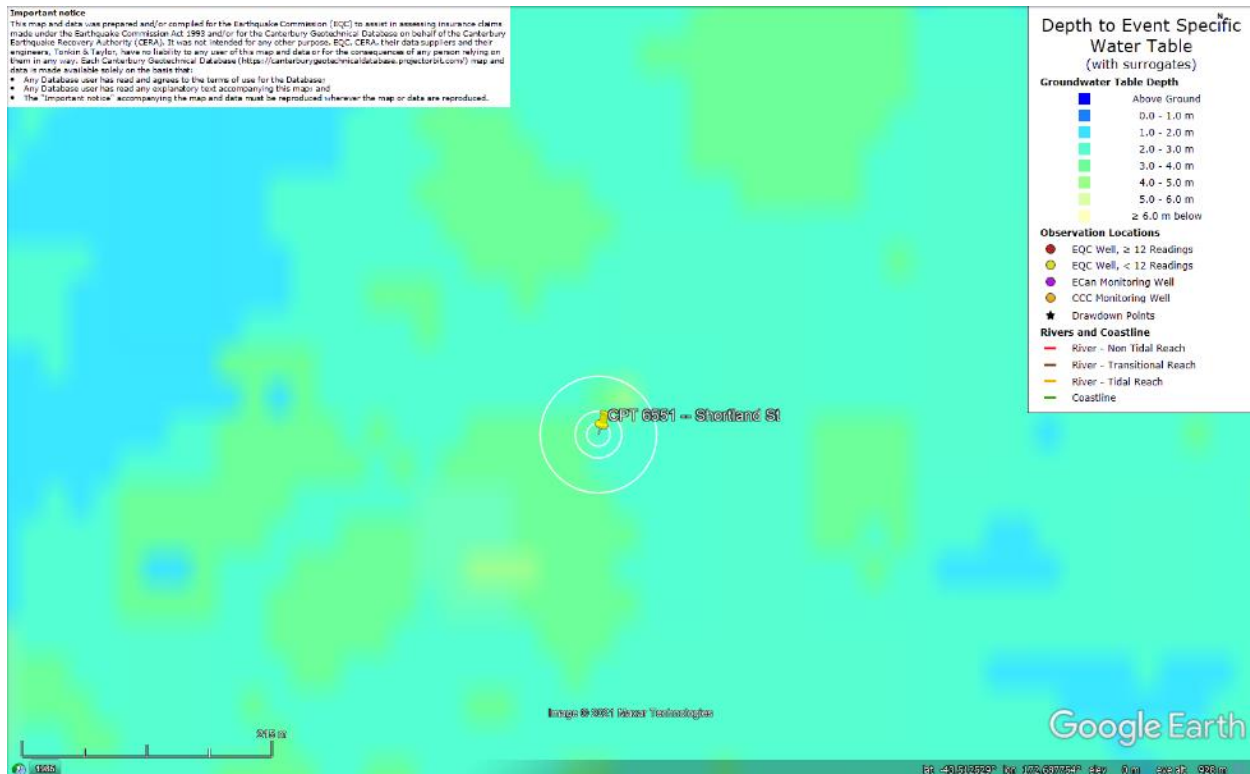 Important notice
This map and data was prepared and/or compiled for the Earthquake Commission (EQC) to assist in assessing insurance claims
made under the Earthquake Commission Act 1993 and/or for the Canterbury Geotechnical Database on behalf of the Canterbury
Earthquake Recovery Authority (CERA). It was not intended for any other purpose. EQC, CERA, their data suppliers and their
engineers, Tonkin & Taylor, have no liability to any user of this map and data or for the consequences of any person relying on
them in any way. Each Canterbury Geotechnical Database (https://canterburygeotechnicaldatabase.projectorbit.com/) map and
data is made available solely on the basis that:
• Any Database user has read and agrees to the terms of use for the Database;
• Any Database user has read any explanatory text accompanying this map; and
• The "Important notice" accompanying the map and data must be reproduced wherever the map or data are reproduced.
N
Depth to Event Specific
Water Table
(with surrogates)
Groundwater Table Depth
Above Ground
0.0 - 1.0 m
1.0 - 2.0 m
2.0 - 3.0 m
3.0 - 4.0 m
4.0 - 5.0 m
5.0 - 6.0 m
≥ 6.0 m below
Observation Locations
EQC Well, ≥ 12 Readings
EQC Well, < 12 Readings
ECan Monitoring Well
CCC Monitoring Well
Drawdown Points
Rivers and Coastline
River - Non Tidal Reach
River - Transitional Reach
River - Tidal Reach
Coastline
CPT 6551 -- Shortland St
Image © 2021 Maxar Technologies
Google Earth
lat elev 0 m eye alt 928 m